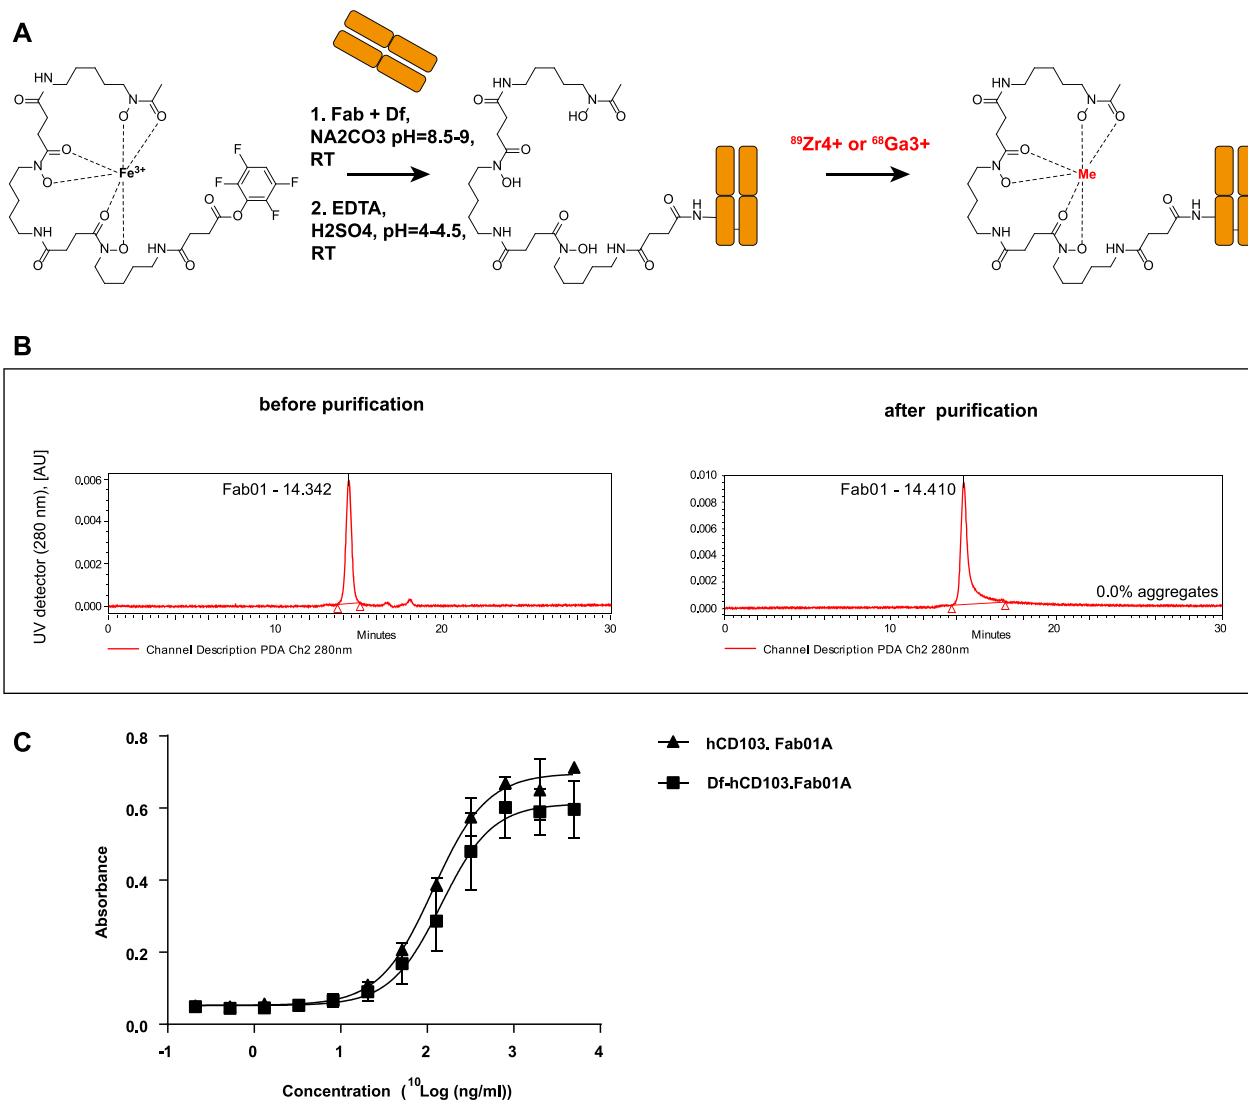 A
1. Fab + Df,
NA2CO3 pH=8.5-9,
RT
2. EDTA,
H2SO4, pH=4-4.5,
RT
89Zr4+ or 68Ga3+
HN
O
N
O
O
O
N
O
Fe3+
HN
O
O
N
O
HN
O
O
O
F
F
F
F
HN
O
N
HO
O
O
N
OH
HN
O
O
N
OH
HN
O
O
HN
HN
O
N
O
O
O
N
O
Me
HN
O
O
N
O
HN
O
O
HN
B
before purification
after purification
UV detector (280 nm), [AU]
0.006
0.004
0.002
0.000
Fab01 - 14.342
0
20
30
Minutes
Channel Description PDA Ch2 280nm
0.010
0.008
0.006
0.004
0.002
0.000
Fab01 - 14.410
0.0% aggregates
0
20
30
Minutes
Channel Description PDA Ch2 280nm
C
Absorbance
0.8
0.6
0.4
0.2
0.0
-1
0
1
2
3
4
Concentration (10Log (ng/ml))
hCD103. Fab01A
Df-hCD103.Fab01A